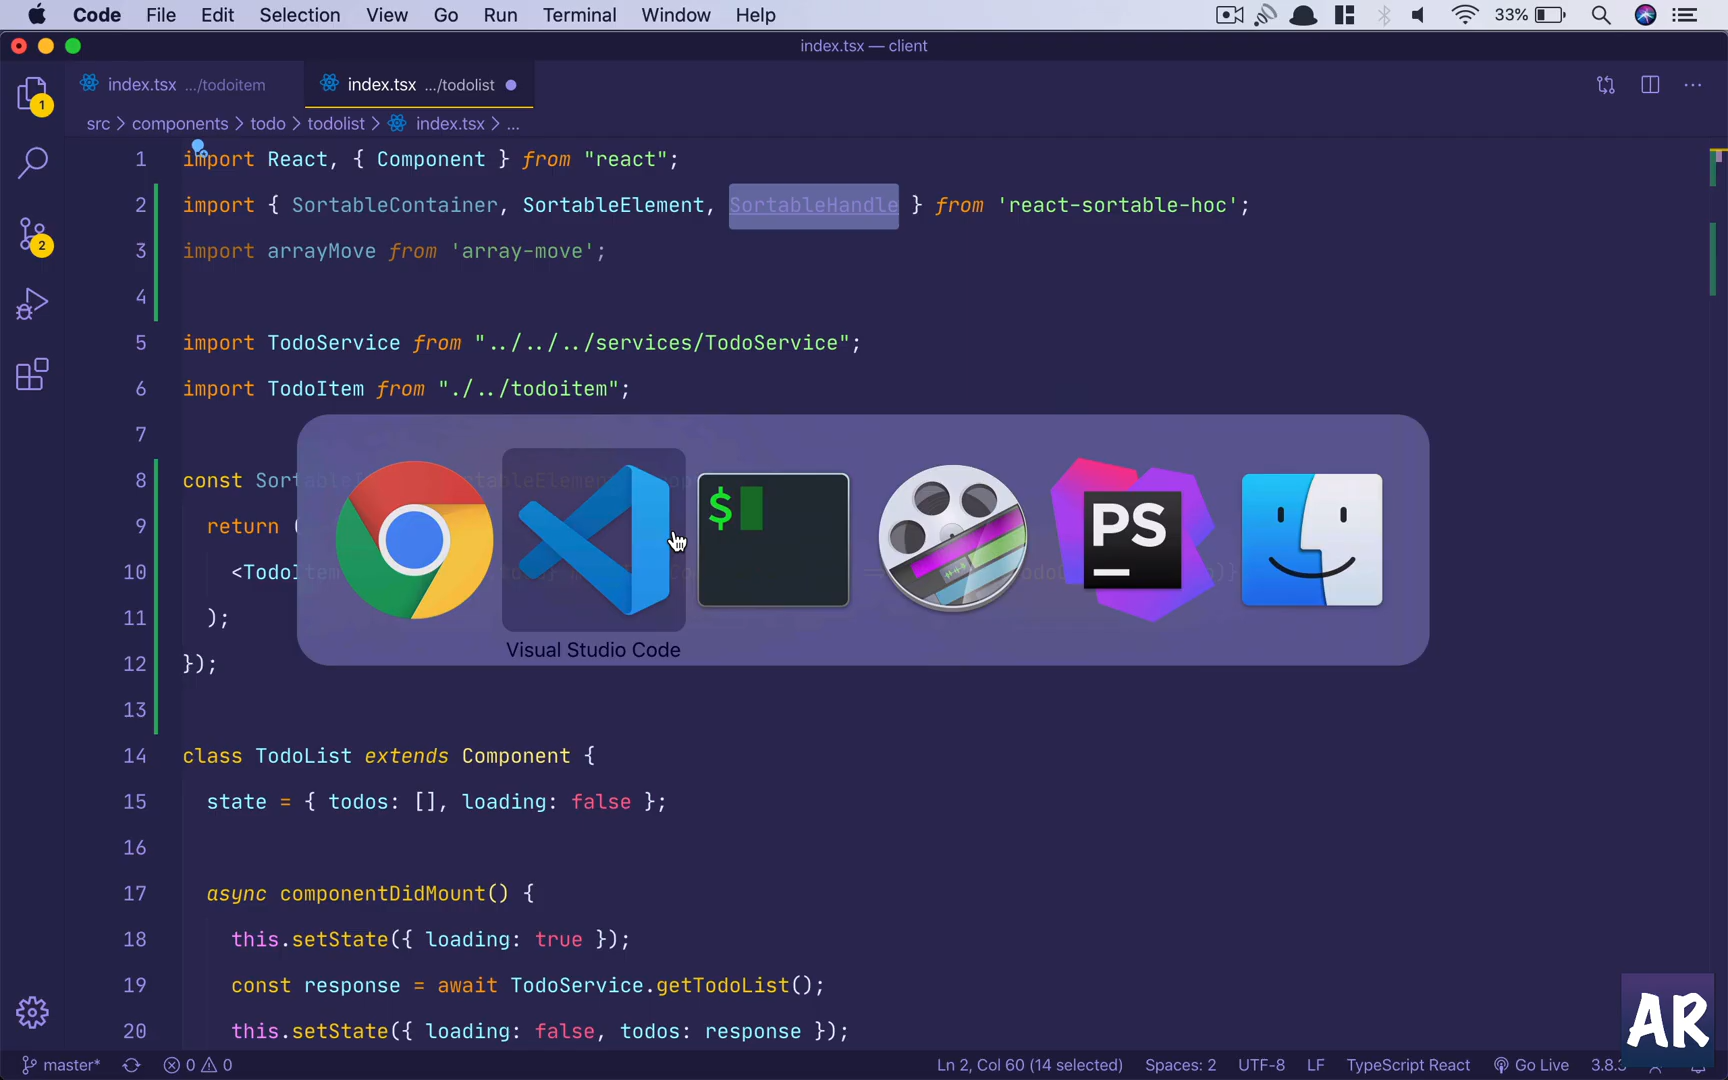 Code File Edit Selection View Go Run Terminal Window Help 33%
index.tsx — client
index.tsx .../todoitem index.tsx .../todolist
src > components > todo > todolist > index.tsx > ...
1 import React, { Component } from "react";
2 import { SortableContainer, SortableElement, SortableHandle } from 'react-sortable-hoc';
3 import arrayMove from 'array-move';
4
5 import TodoService from "../../../services/TodoService";
6 import TodoItem from "./../todoitem";
7
8 const
9 return (
10 <TodoItem
11 );
12 });
13
14 class TodoList extends Component {
15 state = { todos: [], loading: false };
16
17 async componentDidMount() {
18 this.setState({ loading: true });
19 const response = await TodoService.getTodoList();
20 this.setState({ loading: false, todos: response });
1
2
$
PS
Visual Studio Code
AR
master* 0 0 Ln 2, Col 60 (14 selected) Spaces: 2 UTF-8 LF TypeScript React Go Live 3.8.